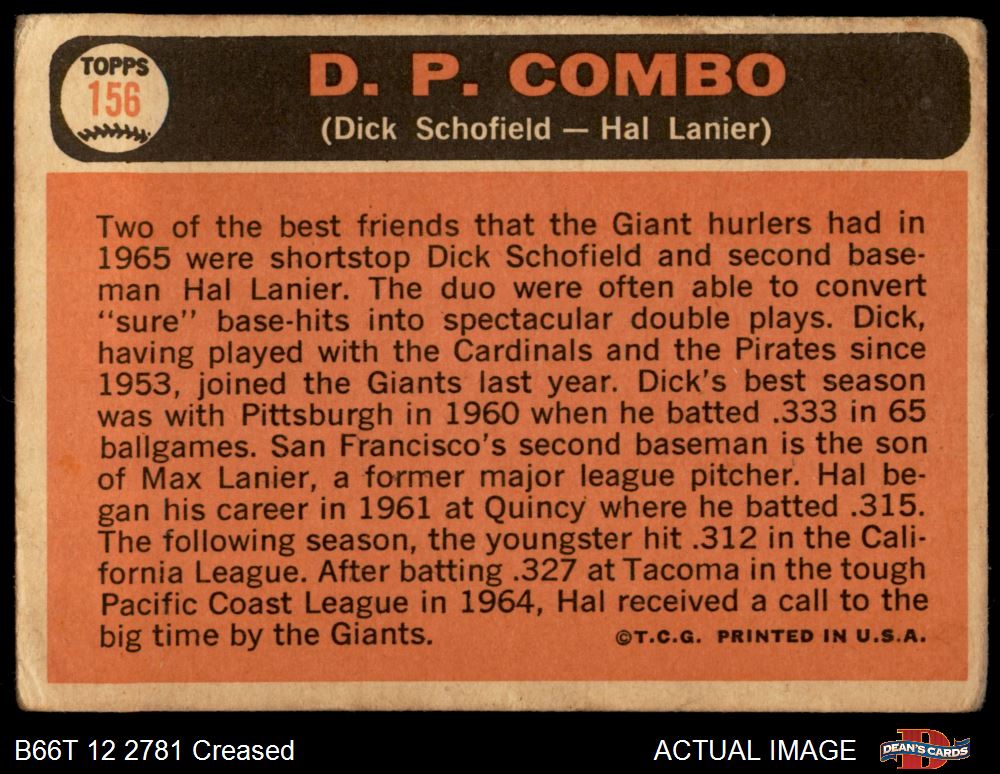 TOPPS
156
D. P. COMBO
(Dick Schofield — Hal Lanier)
Two of the best friends that the Giant hurlers had in
1965 were shortstop Dick Schofield and second base-
man Hal Lanier. The duo were often able to convert
"sure" base-hits into spectacular double plays. Dick,
having played with the Cardinals and the Pirates since
1953, joined the Giants last year. Dick's best season
was with Pittsburgh in 1960 when he batted .333 in 65
ballgames. San Francisco's second baseman is the son
of Max Lanier, a former major league pitcher. Hal be-
gan his career in 1961 at Quincy where he batted .315.
The following season, the youngster hit .312 in the Cali-
fornia League. After batting .327 at Tacoma in the tough
Pacific Coast League in 1964, Hal received a call to the
big time by the Giants.
©T.C.G. PRINTED IN U.S.A.
B66T 12 2781 Creased
ACTUAL IMAGE
DEAN'S CARDS